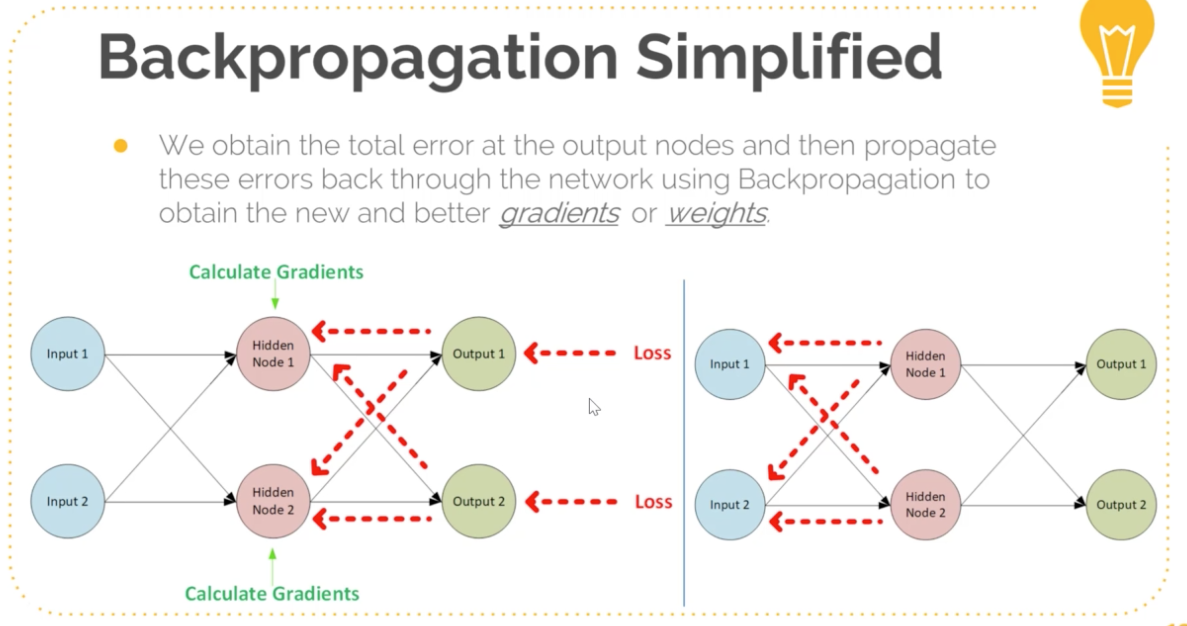 Backpropagation Simplified
We obtain the total error at the output nodes and then propagate
these errors back through the network using Backpropagation to
obtain the new and better gradients or weights.
Calculate Gradients
Input 1
Hidden
Node 1
Output 1
Loss
Input 2
Hidden
Node 2
Output 2
Loss
Calculate Gradients
Input 1
Hidden
Node 1
Output 1
Input 2
Hidden
Node 2
Output 2